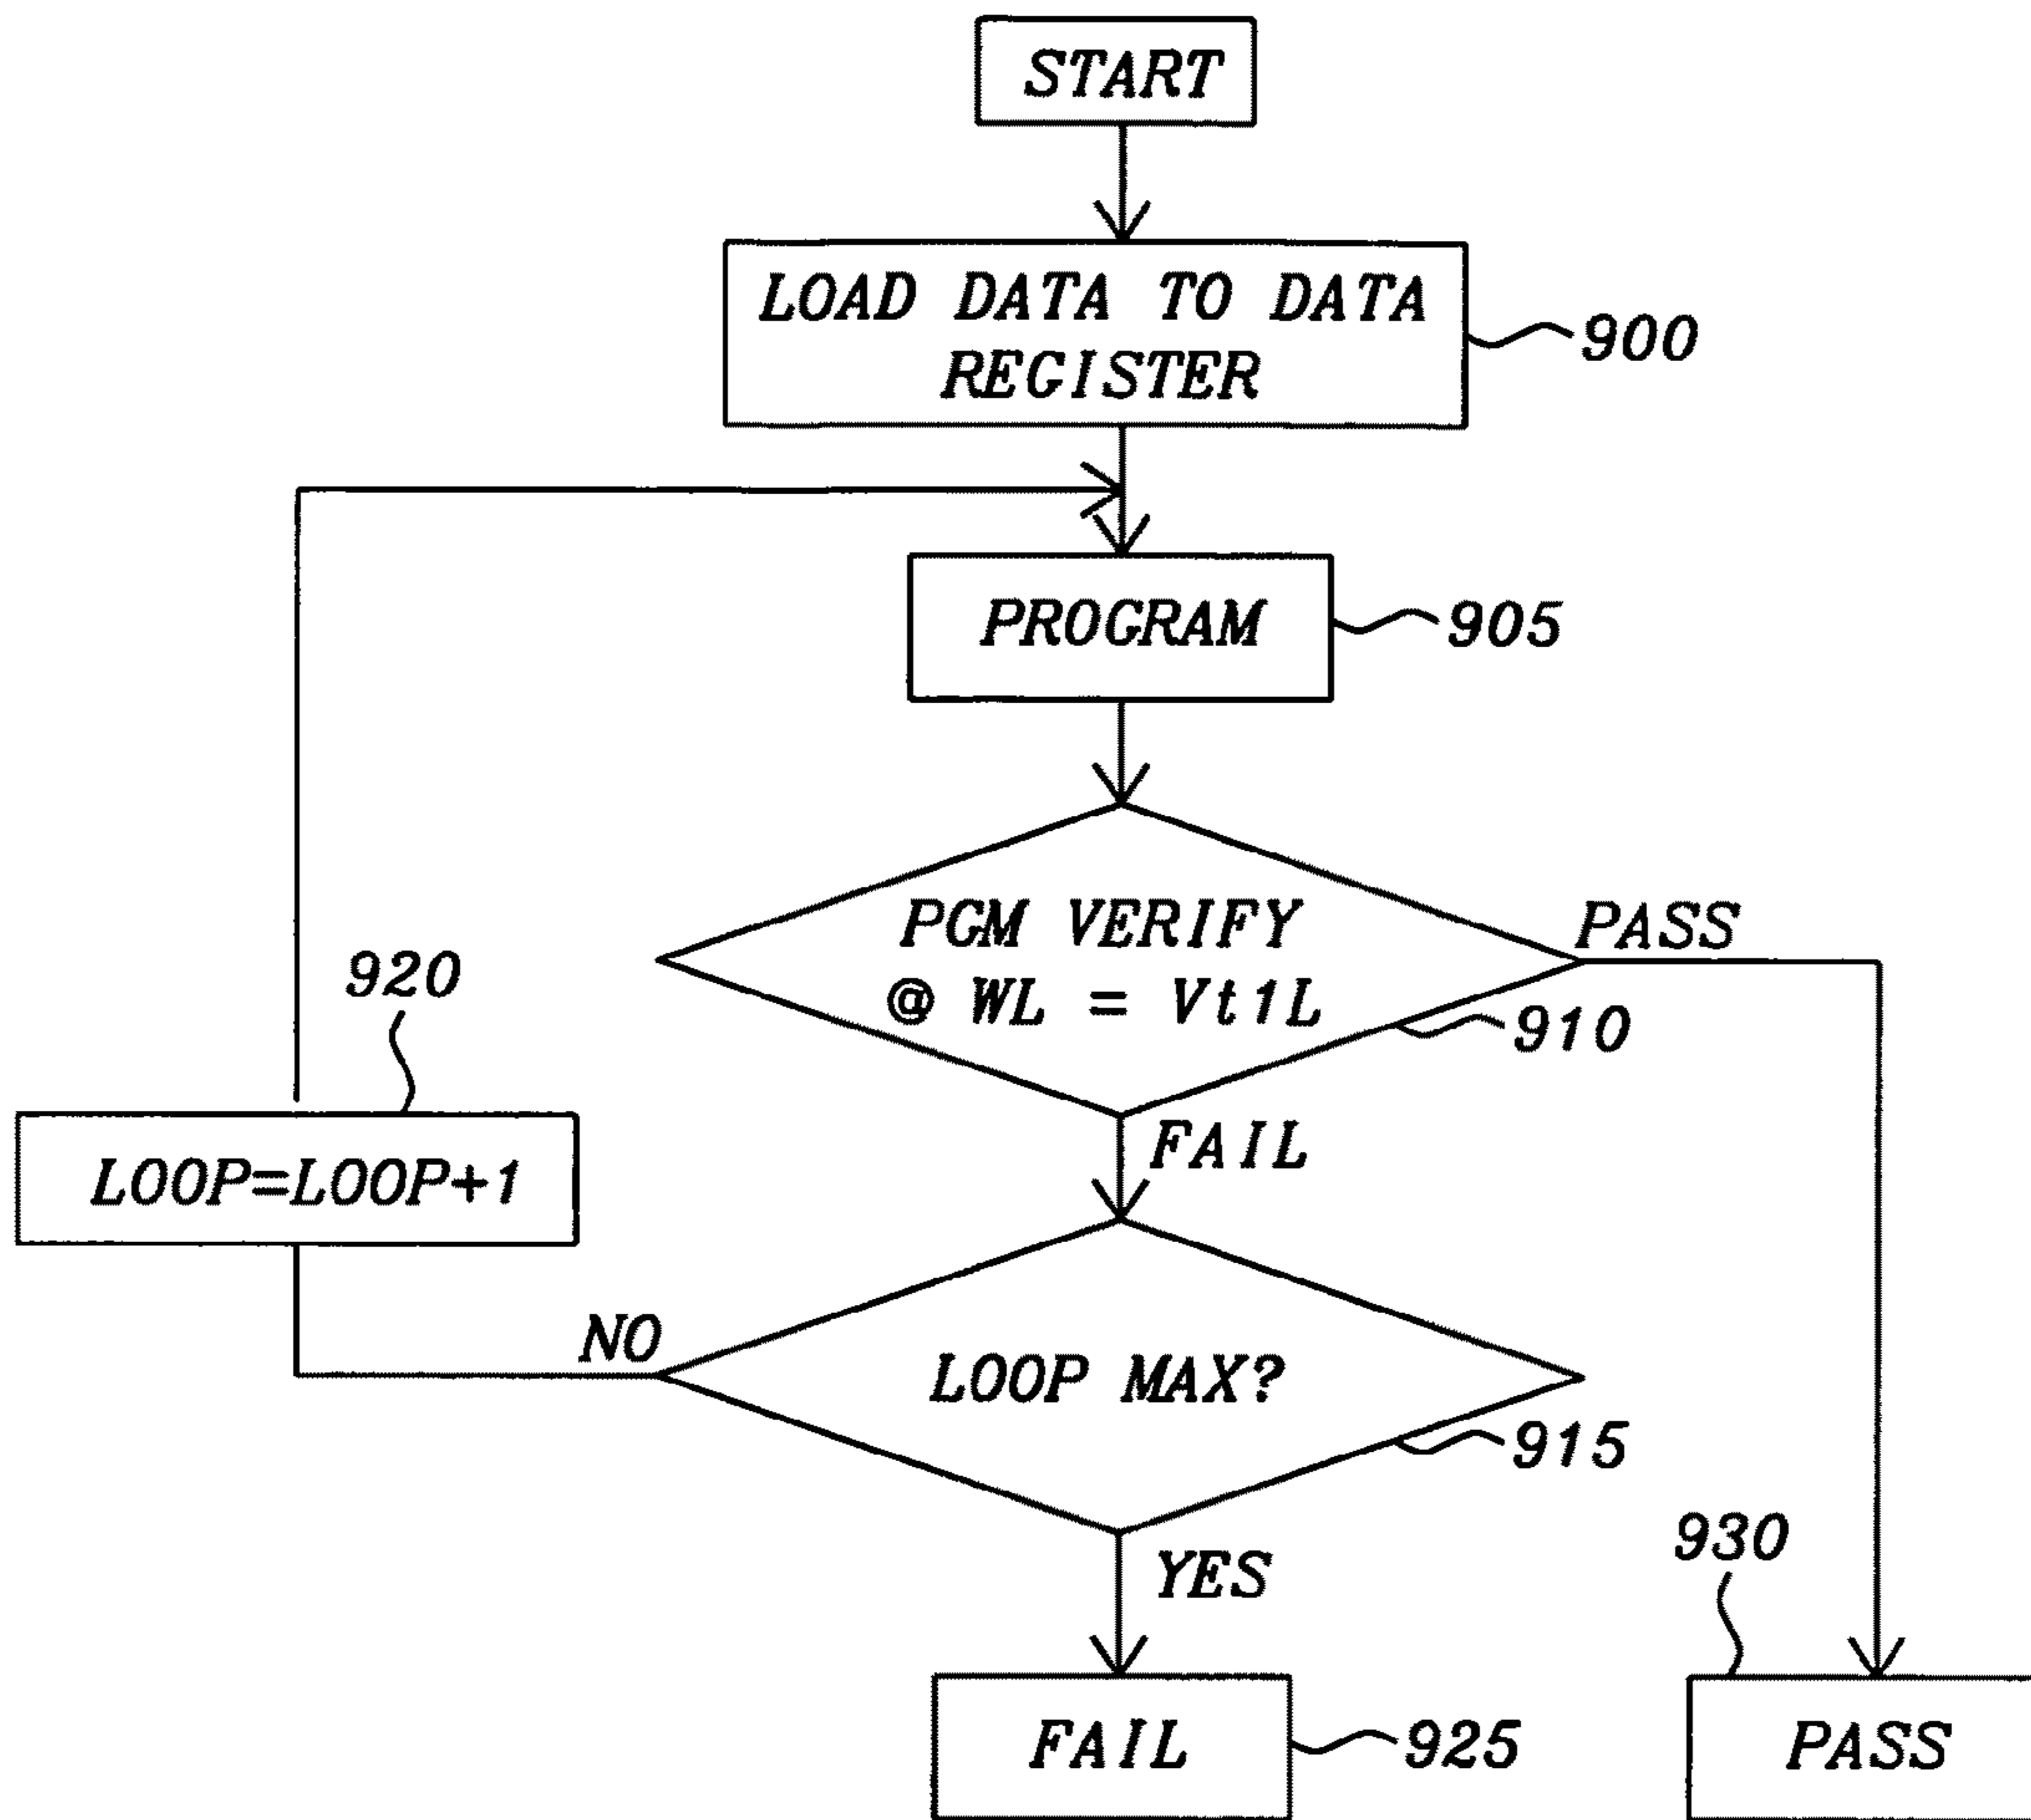 START
LOAD DATA TO DATA
REGISTER
900
PROGRAM
905
PGM VERIFY
@ WL = Vt1L
PASS
910
920
FAIL
LOOP=LOOP+1
NO
LOOP MAX?
915
YES
930
FAIL
925
PASS